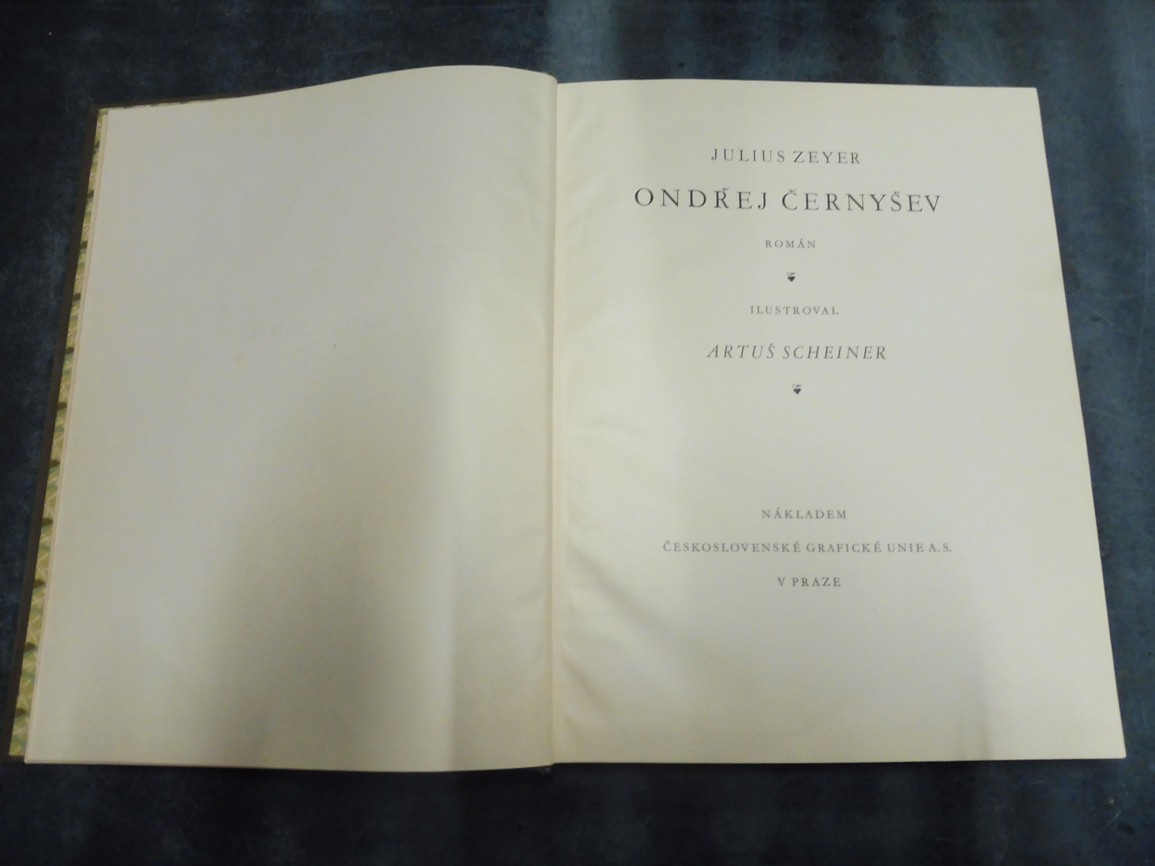 JULIUS ZEYER
ONDŘEJ ČERNYŠEV
ROMÁN
ILUSTROVAL
ARTUŠ SCHEINER
NÁKLADEM
ČESKOSLOVENSKÉ GRAFICKÉ UNIE A.S.
V PRAZE